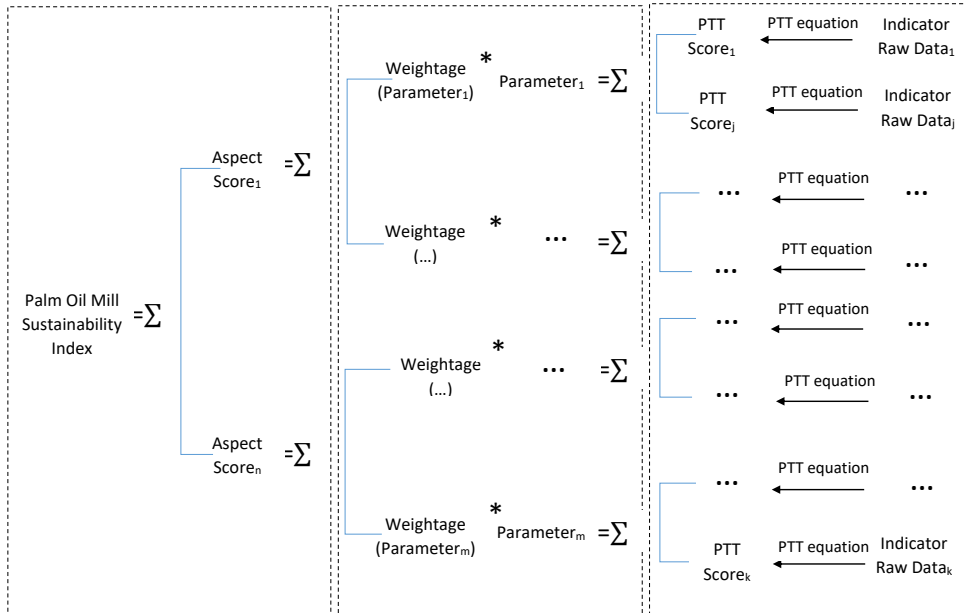 Palm Oil Mill
Sustainability
Index
=∑
Aspect
Score₁
=∑
Aspect
Scoreₙ
=∑
Weightage
(Parameter₁)
* Parameter₁ =∑
Weightage
(...)
* ... =∑
Weightage
(...)
* ... =∑
Weightage
(Parameterₘ)
* Parameterₘ =∑
PTT
Score₁
PTT equation
Indicator
Raw Data₁
PTT
Scoreⱼ
PTT equation
Indicator
Raw Dataⱼ
... PTT equation ...
... PTT equation ...
... PTT equation ...
... PTT equation ...
... PTT equation ...
PTT
Scoreₖ
PTT equation
Indicator
Raw Dataₖ